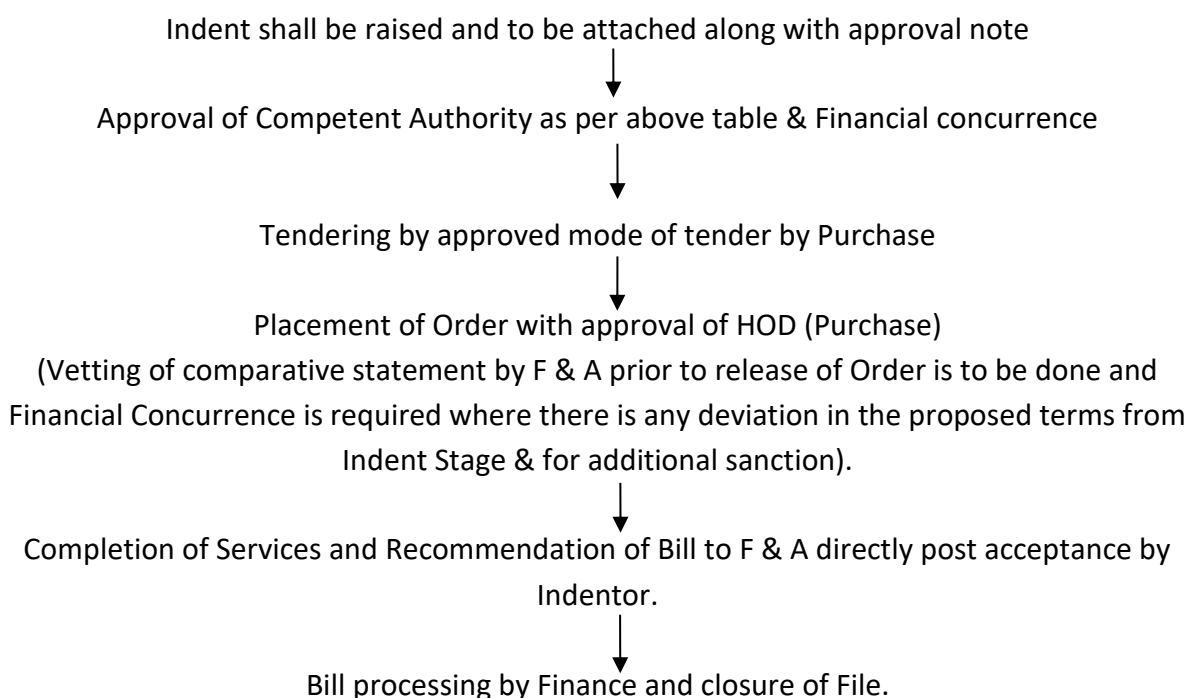 Indent shall be raised and to be attached along with approval note
Approval of Competent Authority as per above table & Financial concurrence
Tendering by approved mode of tender by Purchase
Placement of Order with approval of HOD (Purchase)
(Vetting of comparative statement by F & A prior to release of Order is to be done and
Financial Concurrence is required where there is any deviation in the proposed terms from
Indent Stage & for additional sanction).
Completion of Services and Recommendation of Bill to F & A directly post acceptance by
Indentor.
Bill processing by Finance and closure of File.